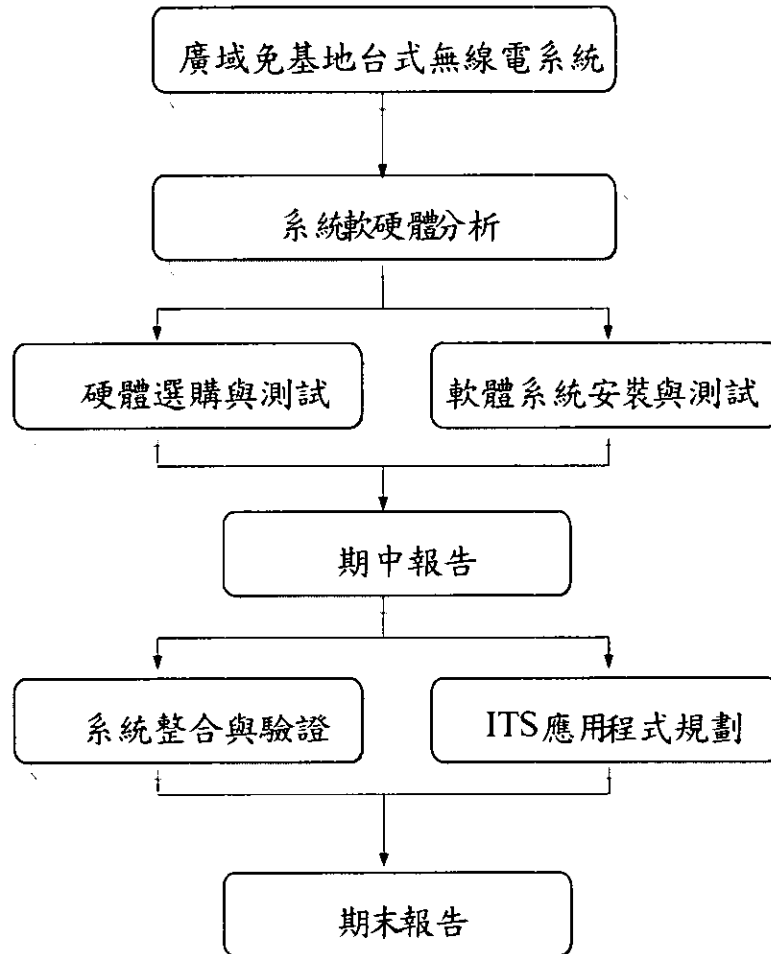 廣域免基地台式無線電系統
系統軟硬體分析
硬體選購與測試
軟體系統安裝與測試
期中報告
系統整合與驗證
ITS應用程式規劃
期末報告